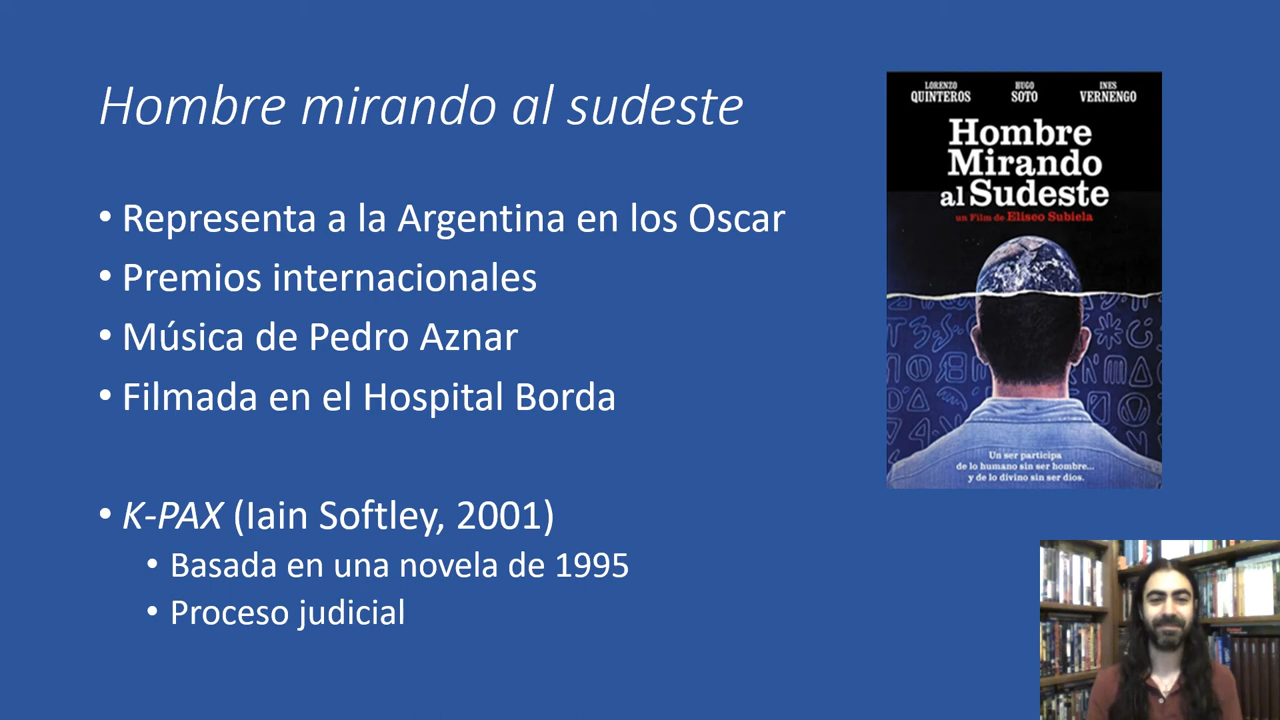 Hombre mirando al sudeste
• Representa a la Argentina en los Oscar
• Premios internacionales
• Música de Pedro Aznar
• Filmada en el Hospital Borda
• K-PAX (Iain Softley, 2001)
• Basada en una novela de 1995
• Proceso judicial
LORENZO QUINTEROS
HUGO SOTO
INES VERNENGO
Hombre
Mirando
al Sudeste
un Film de Eliseo Subiela
Un ser participa
de lo humano sin ser hombre...
y de lo divino sin ser dios.